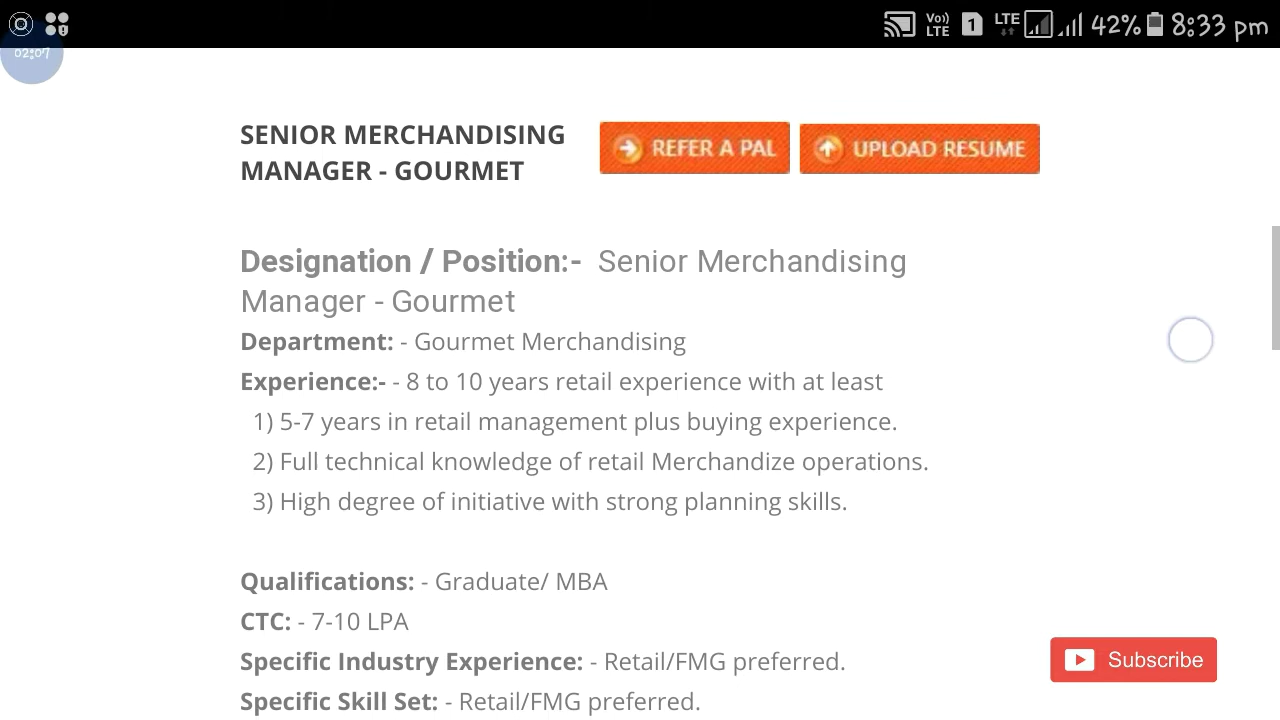 Vo) LTE 1 LTE 42% 8:33 pm
02:07
SENIOR MERCHANDISING
MANAGER - GOURMET
REFER A PAL
UPLOAD RESUME
Designation / Position:- Senior Merchandising
Manager - Gourmet
Department: - Gourmet Merchandising
Experience:- - 8 to 10 years retail experience with at least
1) 5-7 years in retail management plus buying experience.
2) Full technical knowledge of retail Merchandize operations.
3) High degree of initiative with strong planning skills.
Qualifications: - Graduate/ MBA
CTC: - 7-10 LPA
Specific Industry Experience: - Retail/FMG preferred.
Subscribe
Specific Skill Set: - Retail/FMG preferred.